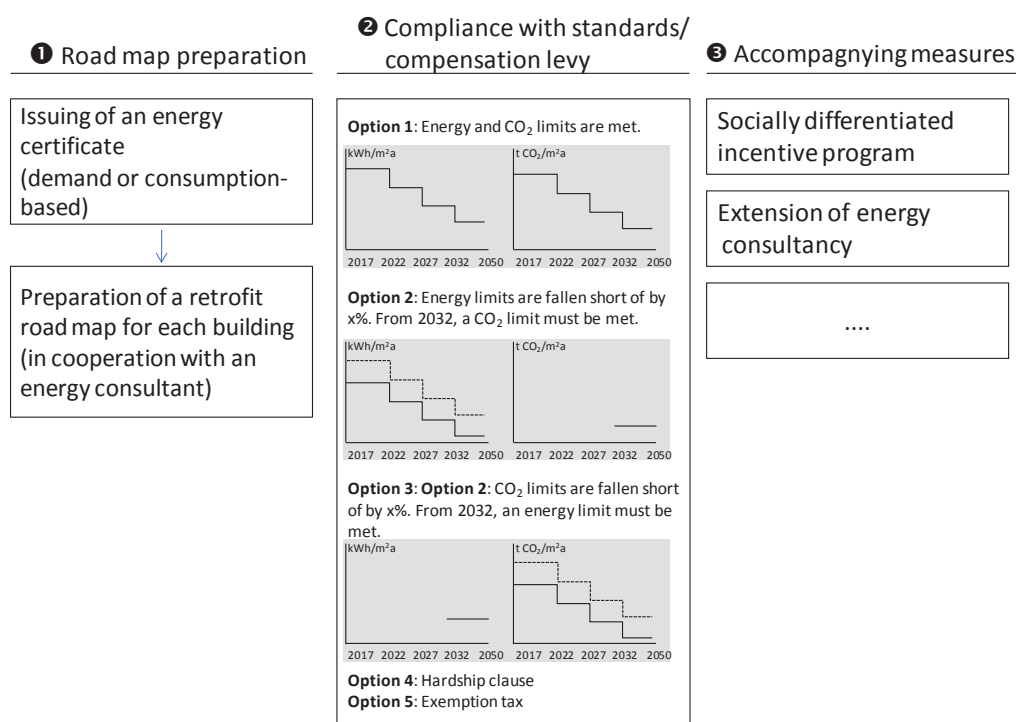 ❶ Road map preparation
Issuing of an energy
certificate
(demand or consumption-
based)
Preparation of a retrofit
road map for each building
(in cooperation with an
energy consultant)
❷ Compliance with standards/
compensation levy
Option 1: Energy and CO₂ limits are met.
kWh/m²a
2017 2022 2027 2032 2050
t CO₂/m²a
2017 2022 2027 2032 2050
Option 2: Energy limits are fallen short of by
x%. From 2032, a CO₂ limit must be met.
kWh/m²a
2017 2022 2027 2032 2050
t CO₂/m²a
2017 2022 2027 2032 2050
Option 3: Option 2: CO₂ limits are fallen short
of by x%. From 2032, an energy limit must be
met.
kWh/m²a
2017 2022 2027 2032 2050
t CO₂/m²a
2017 2022 2027 2032 2050
Option 4: Hardship clause
Option 5: Exemption tax
❸ Accompagnying measures
Socially differentiated
incentive program
Extension of energy
consultancy
....